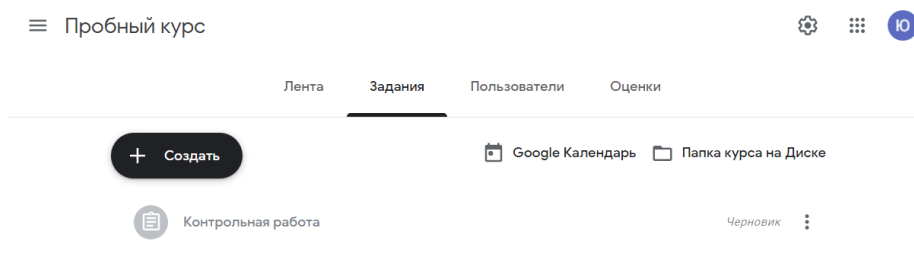 Пробный курс
Ю
Лента Задания Пользователи Оценки
Создать Google Календарь Папка курса на Диске
Контрольная работа Черновик